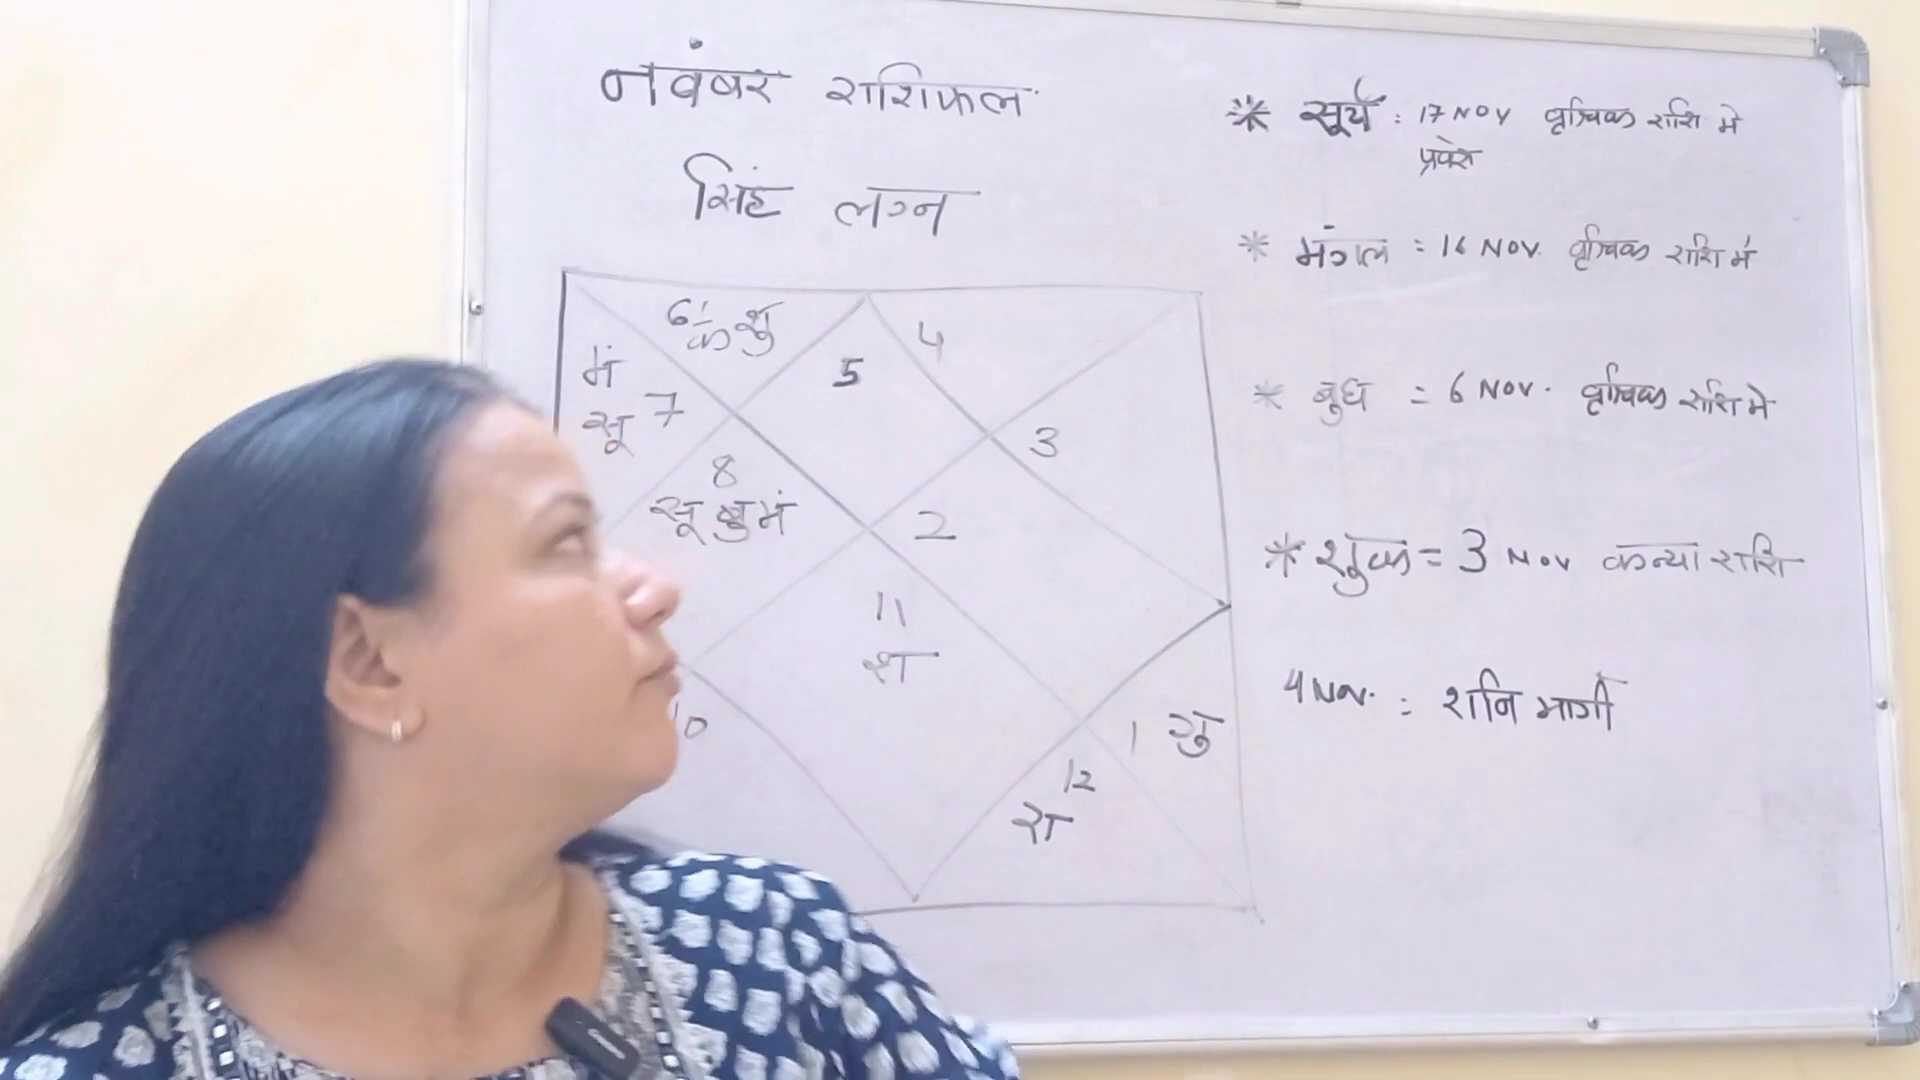 नवंबर राशिफल
सिंह लग्न
6 के शु
मं
सू 7
5
4
3
8
सू बु मं
2
11
श
10
1 गु
12
रा
* सूर्य : 17 NOV वृश्चिक राशि मे
प्रवेश
* मंगल = 16 NOV. वृश्चिक राशि में
* बुध = 6 NOV. वृश्चिक राशि मे
* शुक्र = 3 NOV कन्या राशि
4 Nov. : शनि मार्गी